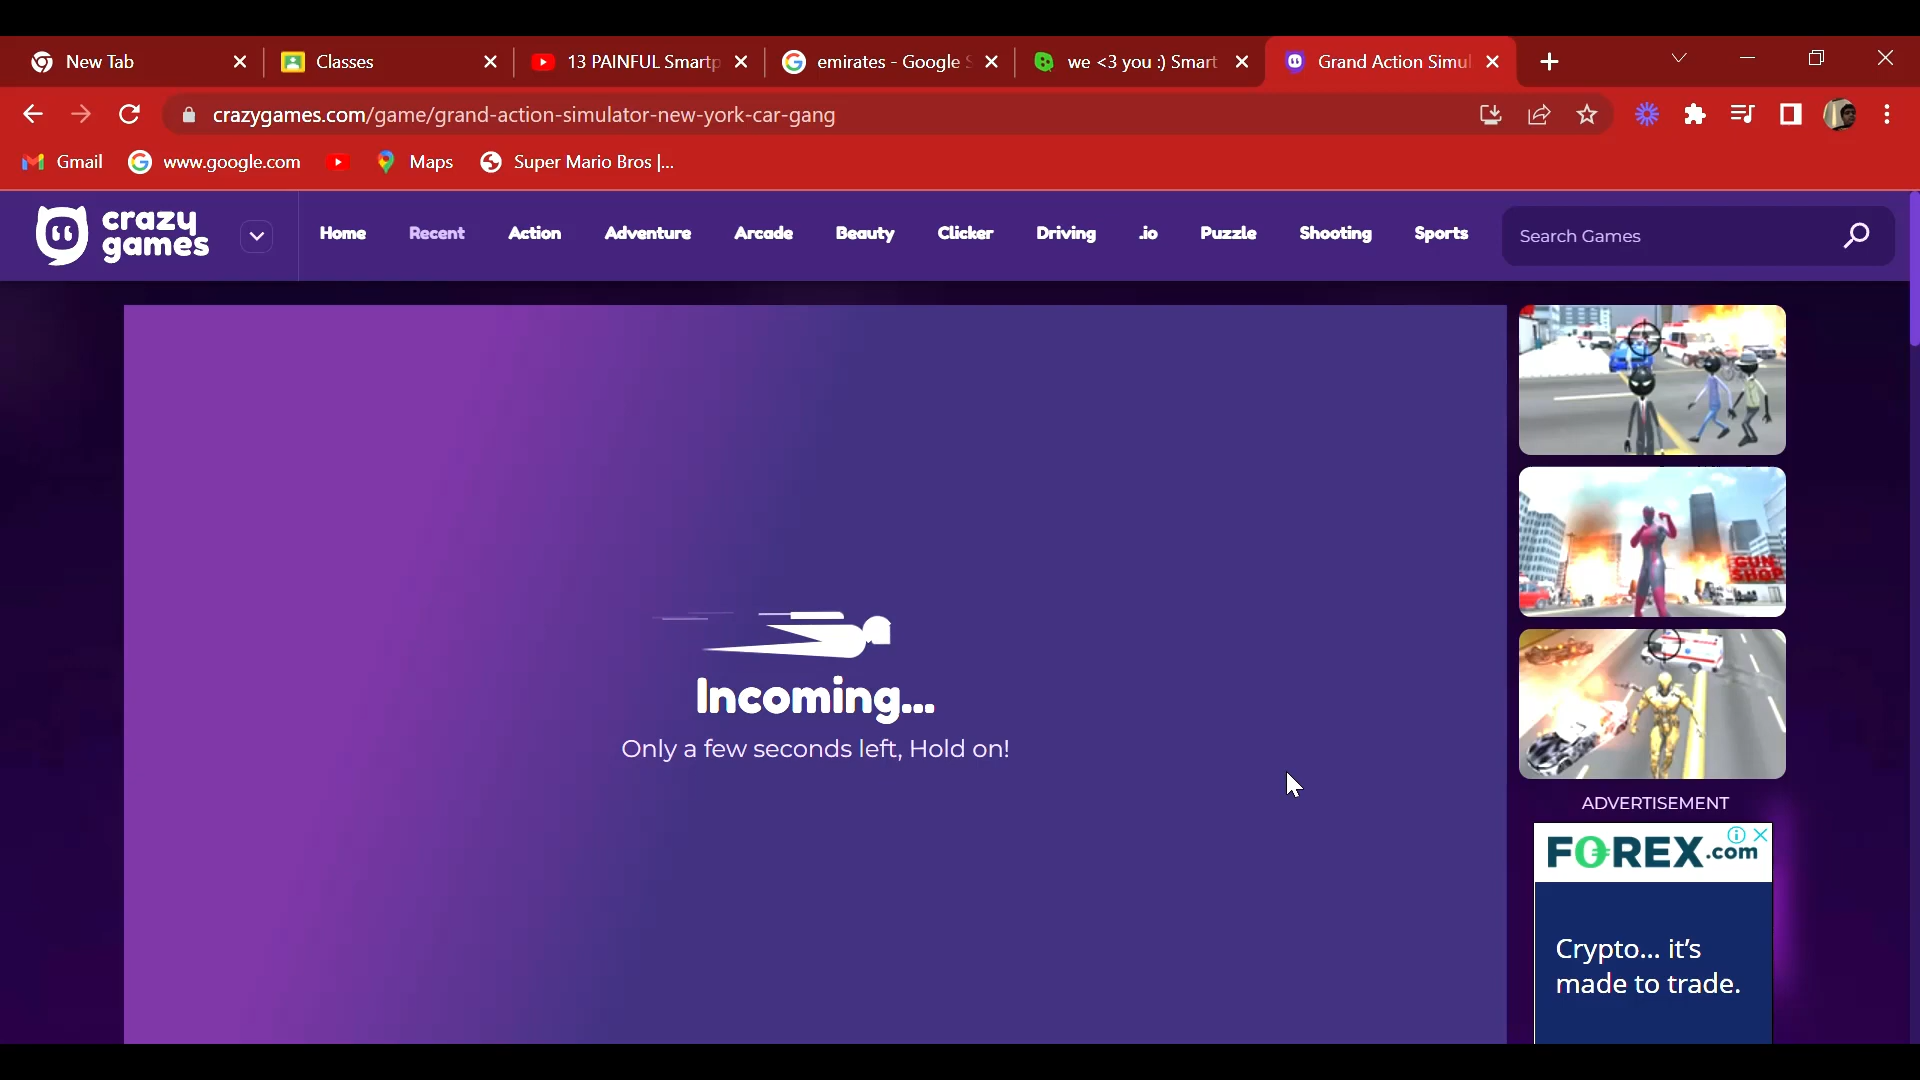 New Tab
Classes
13 PAINFUL Smartp
emirates - Google S
we <3 you :) Smart
Grand Action Simul
crazygames.com/game/grand-action-simulator-new-york-car-gang
Gmail
www.google.com
Maps
Super Mario Bros |...
crazy
games
Home
Recent
Action
Adventure
Arcade
Beauty
Clicker
Driving
.io
Puzzle
Shooting
Sports
Search Games
Incoming...
Only a few seconds left, Hold on!
GUN
SHOP
ADVERTISEMENT
FOREX.com
Crypto... it's
made to trade.